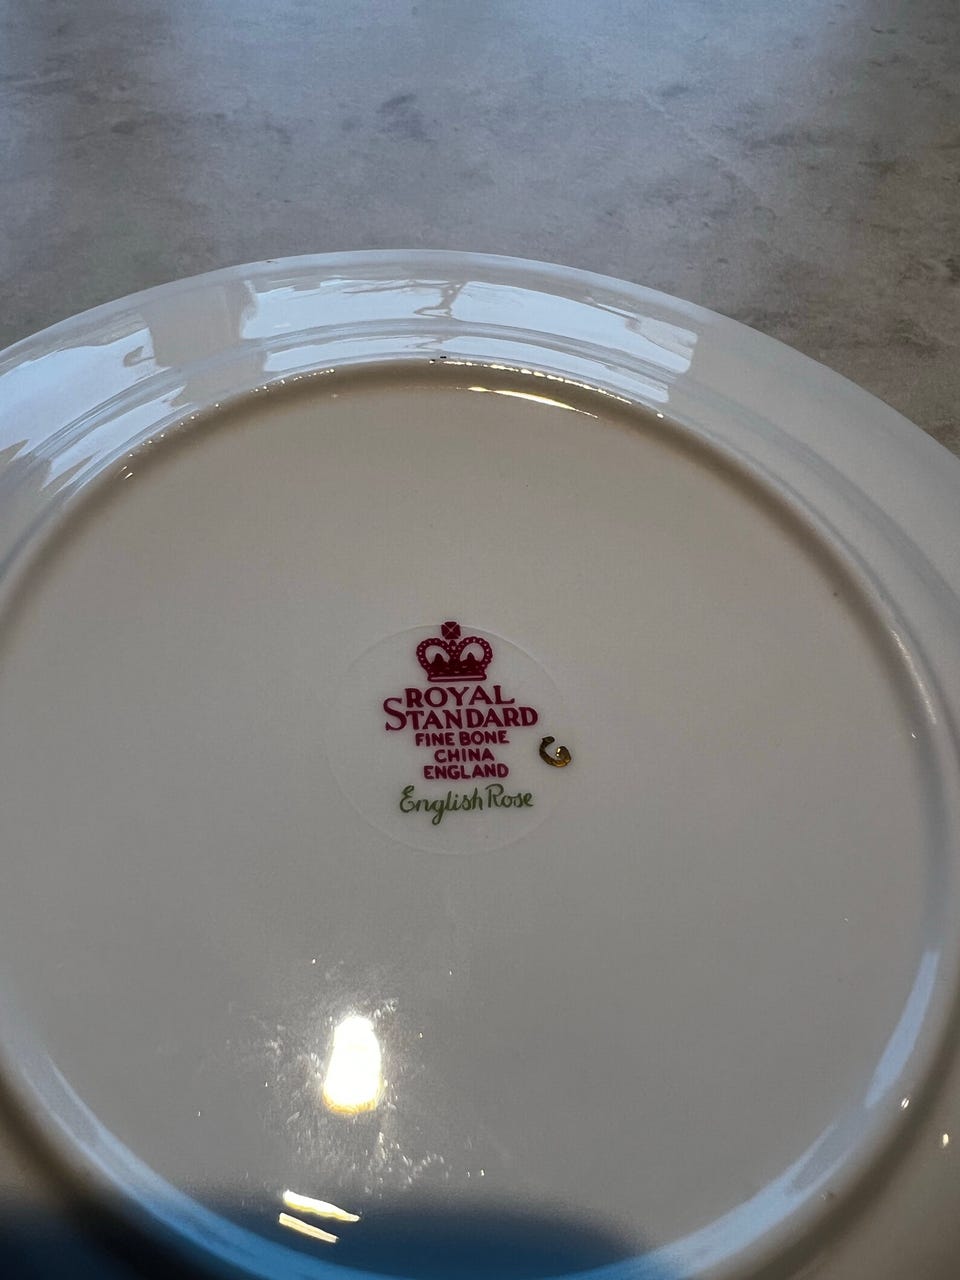 ROYAL
STANDARD
FINE BONE
CHINA
ENGLAND
English Rose